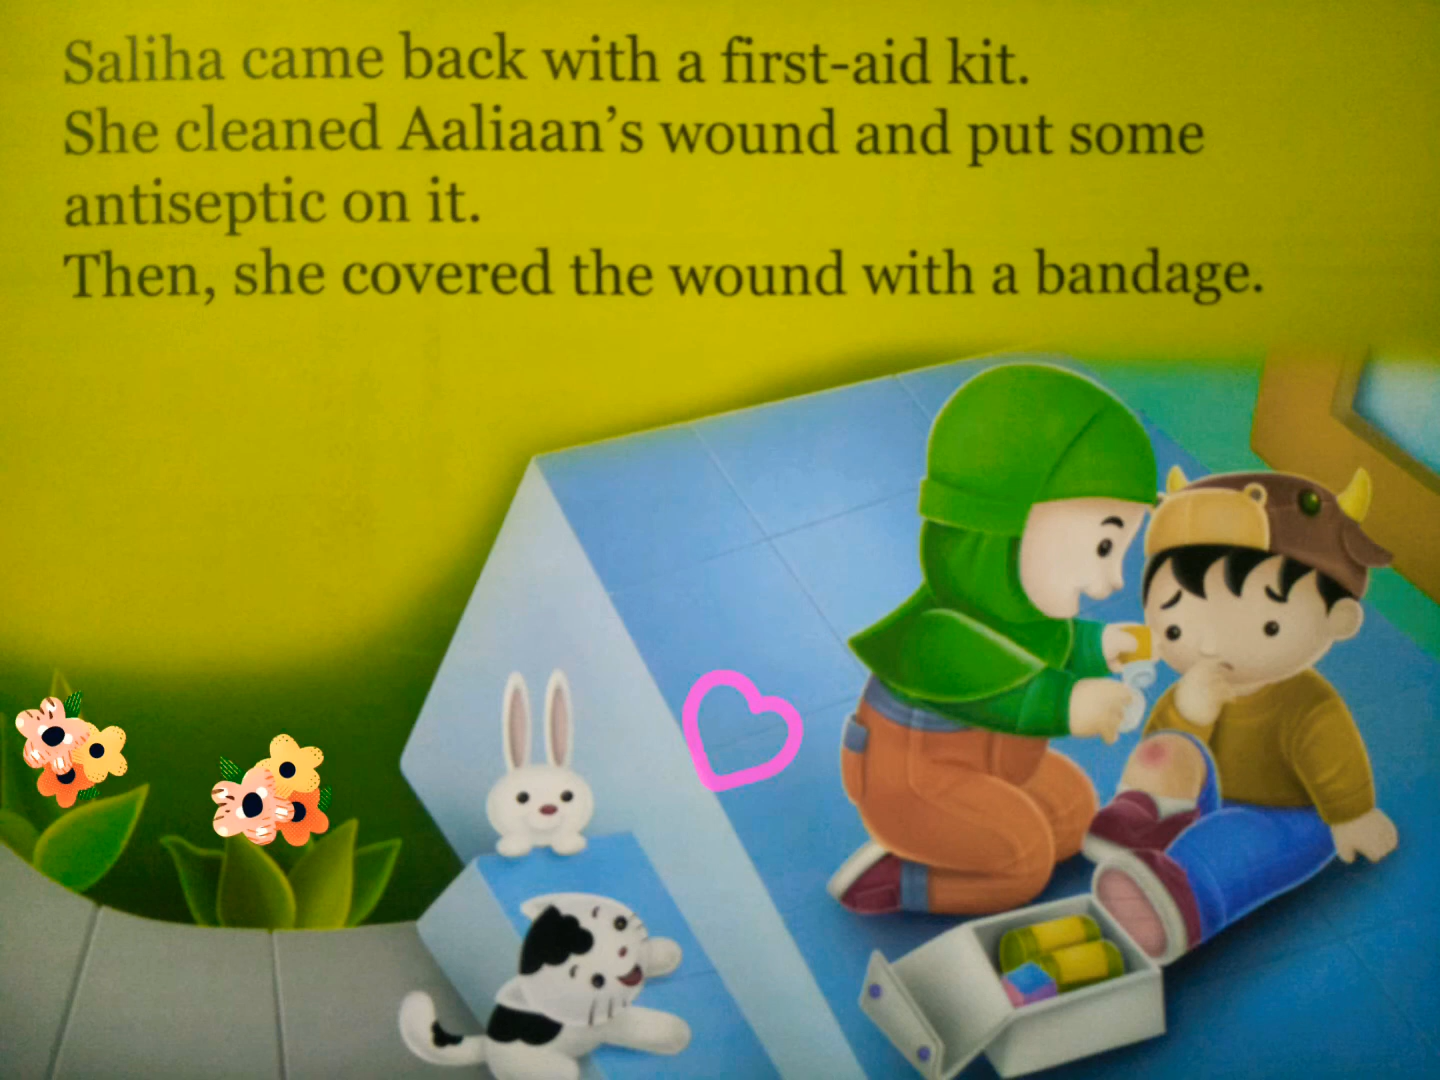 Saliha came back with a first-aid kit.
She cleaned Aaliaan’s wound and put some
antiseptic on it.
Then, she covered the wound with a bandage.